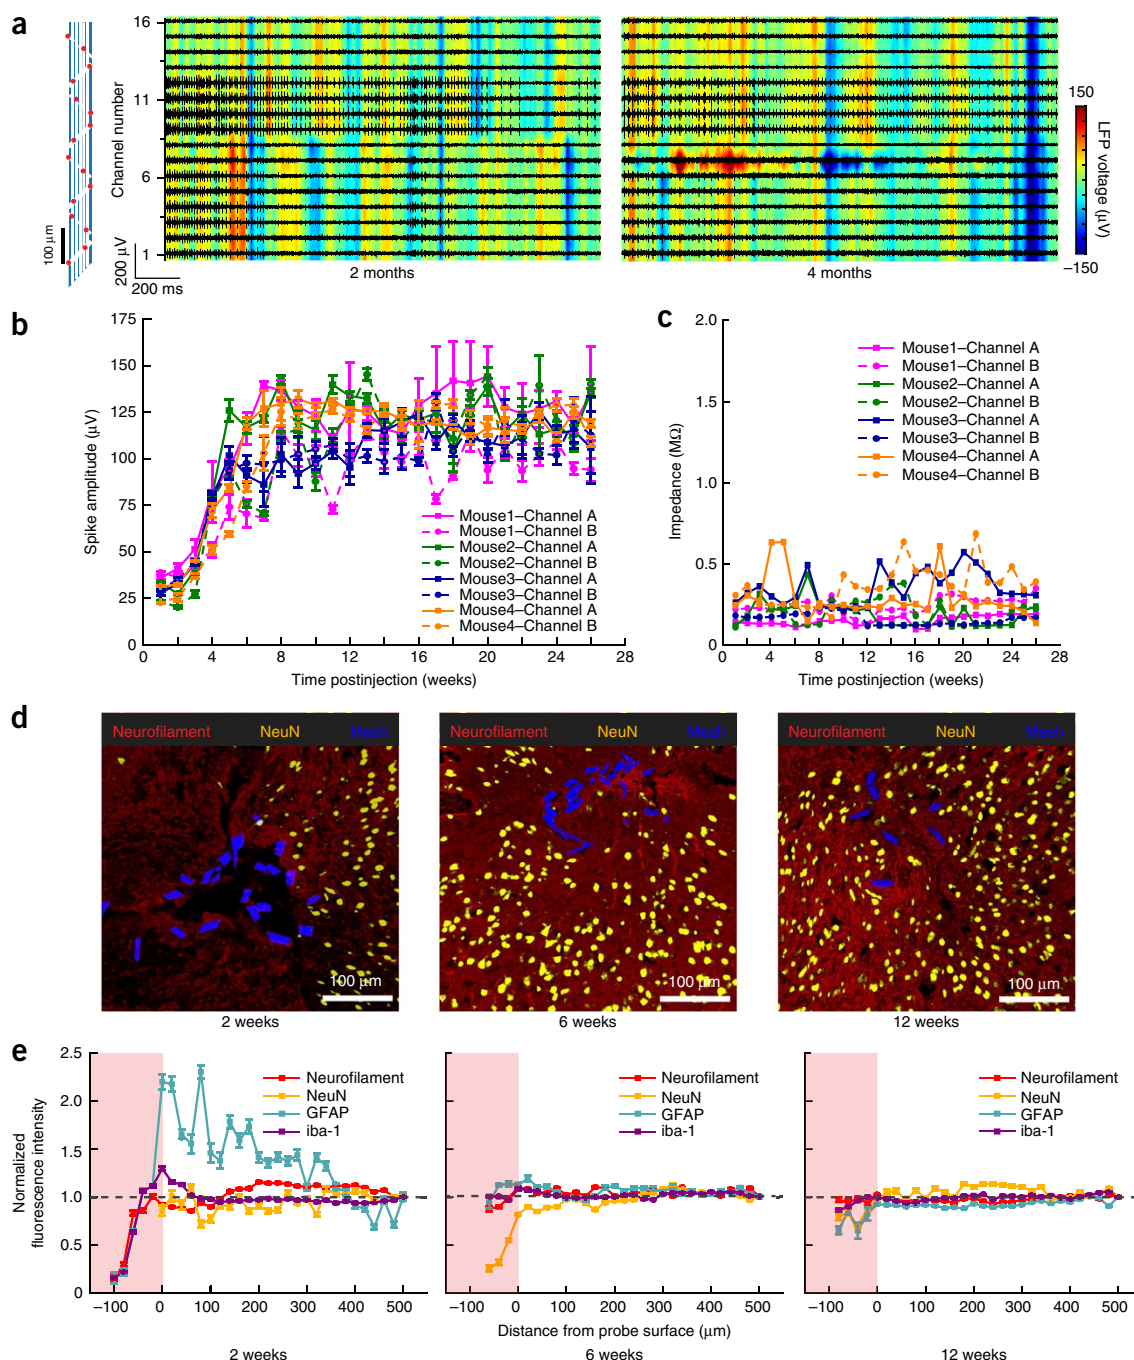 a
16
11
6
1
Channel number
100 µm
200 µV
200 ms
2 months
4 months
150
−150
LFP voltage (µV)
b
175
150
125
100
75
50
25
0
Spike amplitude (µV)
0 4 8 12 16 20 24 28
Time postinjection (weeks)
Mouse1–Channel A
Mouse1–Channel B
Mouse2–Channel A
Mouse2–Channel B
Mouse3–Channel A
Mouse3–Channel B
Mouse4–Channel A
Mouse4–Channel B
c
2.0
1.5
1.0
0.5
0
Impedance (MΩ)
0 4 8 12 16 20 24 28
Time postinjection (weeks)
Mouse1–Channel A
Mouse1–Channel B
Mouse2–Channel A
Mouse2–Channel B
Mouse3–Channel A
Mouse3–Channel B
Mouse4–Channel A
Mouse4–Channel B
d
Neurofilament NeuN Mesh
100 µm
2 weeks
Neurofilament NeuN Mesh
100 µm
6 weeks
Neurofilament NeuN Mesh
100 µm
12 weeks
e
2.5
2.0
1.5
1.0
0.5
0
Normalized
fluorescence intensity
Neurofilament
NeuN
GFAP
iba-1
−100 0 100 200 300 400 500
2 weeks
Neurofilament
NeuN
GFAP
iba-1
−100 0 100 200 300 400 500
Distance from probe surface (µm)
6 weeks
Neurofilament
NeuN
GFAP
iba-1
−100 0 100 200 300 400 500
12 weeks